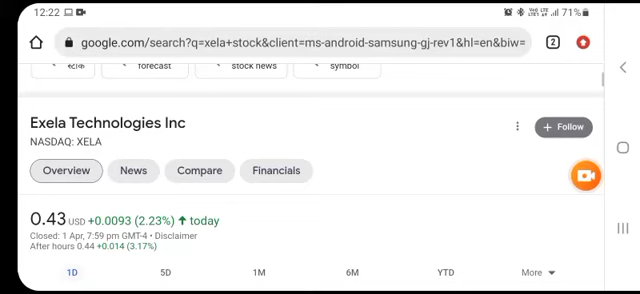 12:22
VoI LTE LTE1 71%
google.com/search?q=xela+stock&client=ms-android-samsung-gj-rev1&hl=en&biw=
2
forecast
stock news
symbol
Exela Technologies Inc
NASDAQ: XELA
+ Follow
Overview
News
Compare
Financials
0.43 USD +0.0093 (2.23%) ↑ today
Closed: 1 Apr, 7:59 pm GMT-4 • Disclaimer
After hours 0.44 +0.014 (3.17%)
1D
5D
1M
6M
YTD
More